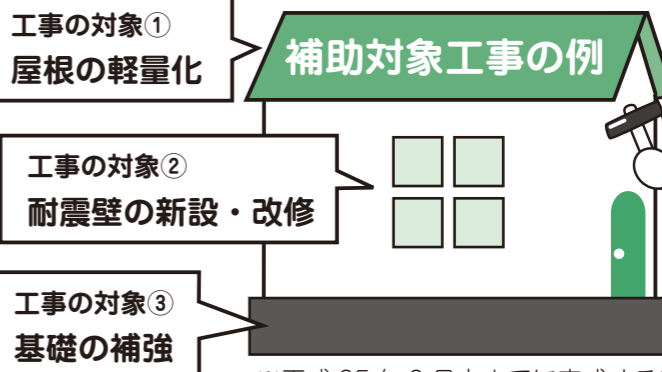 工事の対象①
屋根の軽量化
補助対象工事の例
工事の対象②
耐震壁の新設・改修
工事の対象③
基礎の補強